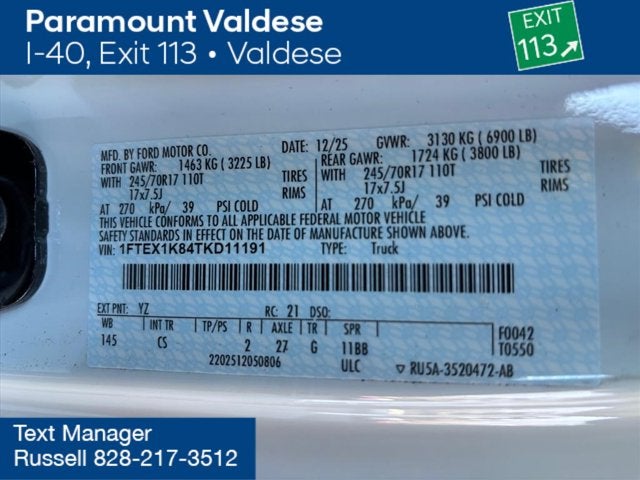 Paramount Valdese
I-40, Exit 113 • Valdese
EXIT
113
MFD. BY FORD MOTOR CO. DATE: 12/25 GVWR: 3130 KG ( 6900 LB)
FRONT GAWR: 1463 KG ( 3225 LB) REAR GAWR: 1724 KG ( 3800 LB)
WITH 245/70R17 110T TIRES WITH 245/70R17 110T TIRES
17x7.5J RIMS 17x7.5J RIMS
AT 270 kPa/ 39 PSI COLD AT 270 kPa/ 39 PSI COLD
THIS VEHICLE CONFORMS TO ALL APPLICABLE FEDERAL MOTOR VEHICLE
SAFETY STANDARDS IN EFFECT ON THE DATE OF MANUFACTURE SHOWN ABOVE.
VIN: 1FTEX1K84TKD11191 TYPE: Truck
EXT PNT: YZ RC: 21 DSO:
WB INT TR TP/PS R AXLE TR SPR F0042
145 CS 2 27 G 11BB T0550
2202512050806 ULC ▽ RU5A-3520472-AB
Text Manager
Russell 828-217-3512